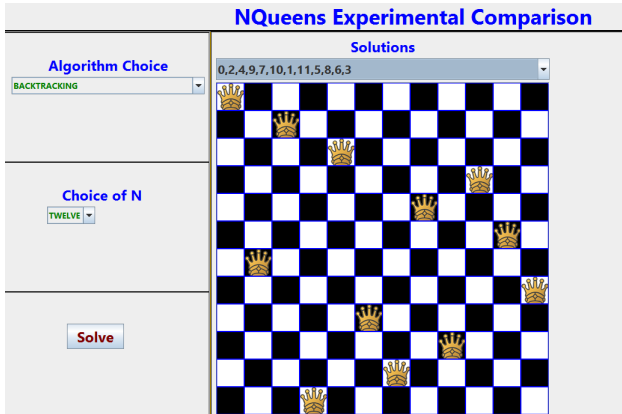 NQueens Experimental Comparison
Algorithm Choice
BACKTRACKING
Choice of N
TWELVE
Solve
Solutions
0,2,4,9,7,10,1,11,5,8,6,3